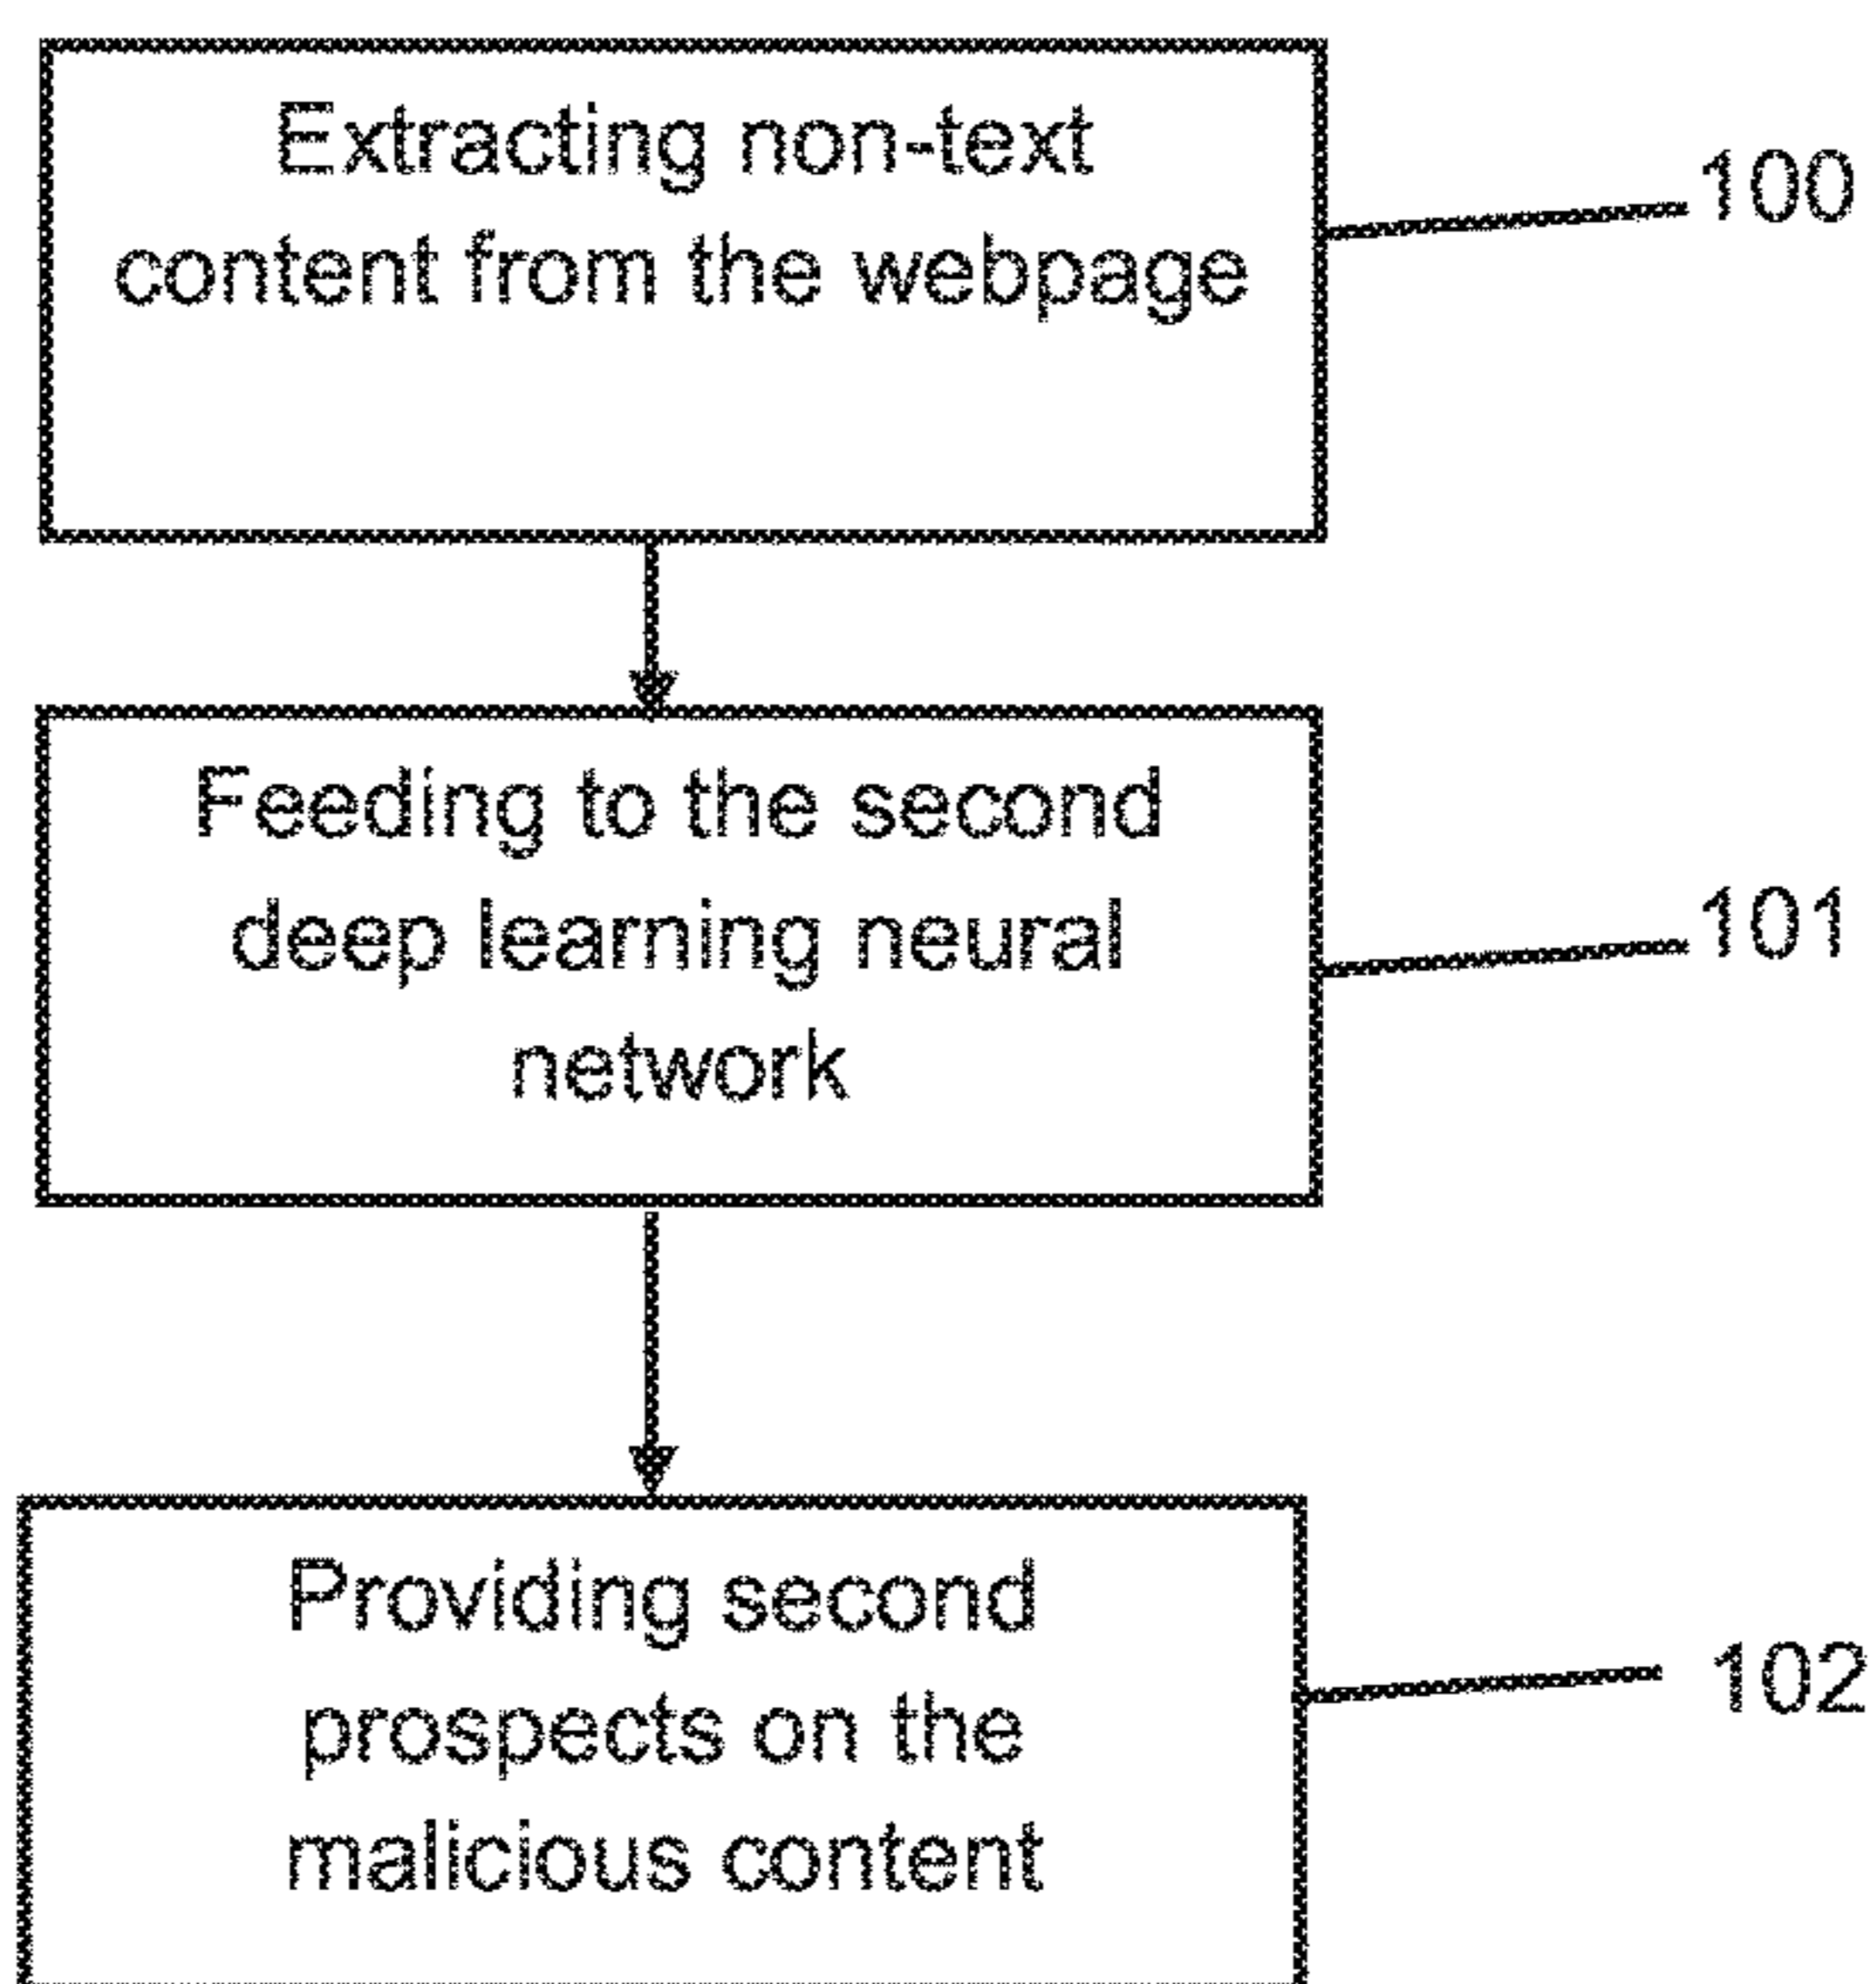 Extracting non-text
content from the webpage
100
Feeding to the second
deep learning neural
network
101
Providing second
prospects on the
malicious content
102